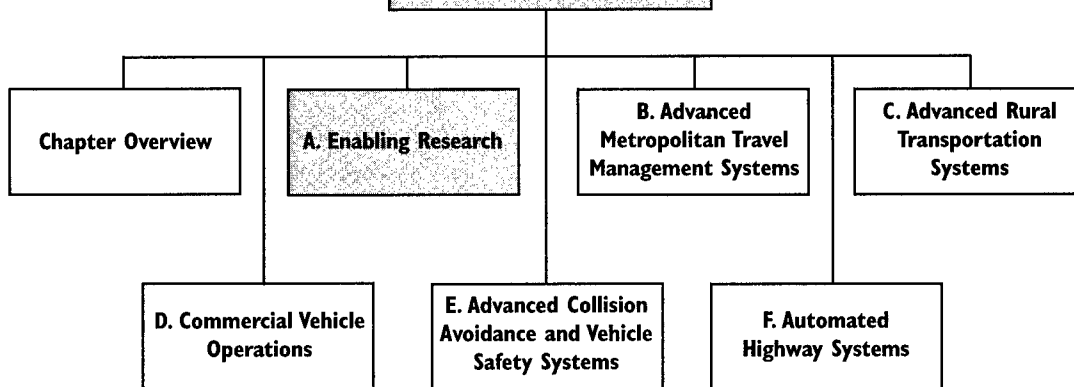 Chapter Overview
A. Enabling Research
B. Advanced
Metropolitan Travel
Management Systems
C. Advanced Rural
Transportation
Systems
D. Commercial Vehicle
Operations
E. Advanced Collision
Avoidance and Vehicle
Safety Systems
F. Automated
Highway Systems